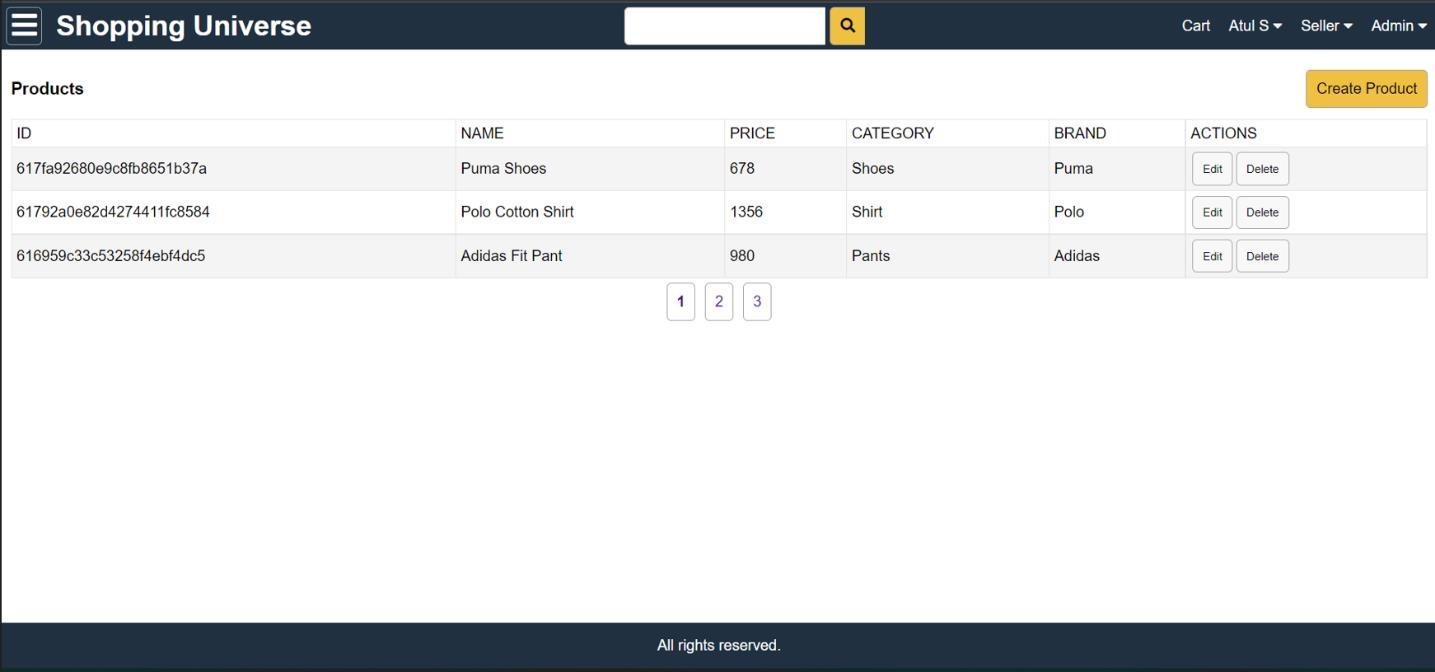 Shopping Universe Cart Atul S Seller Admin
Products Create Product
ID NAME PRICE CATEGORY BRAND ACTIONS
617fa92680e9c8fb8651b37a Puma Shoes 678 Shoes Puma Edit Delete
61792a0e82d4274411fc8584 Polo Cotton Shirt 1356 Shirt Polo Edit Delete
616959c33c53258f4ebf4dc5 Adidas Fit Pant 980 Pants Adidas Edit Delete
1 2 3
All rights reserved.